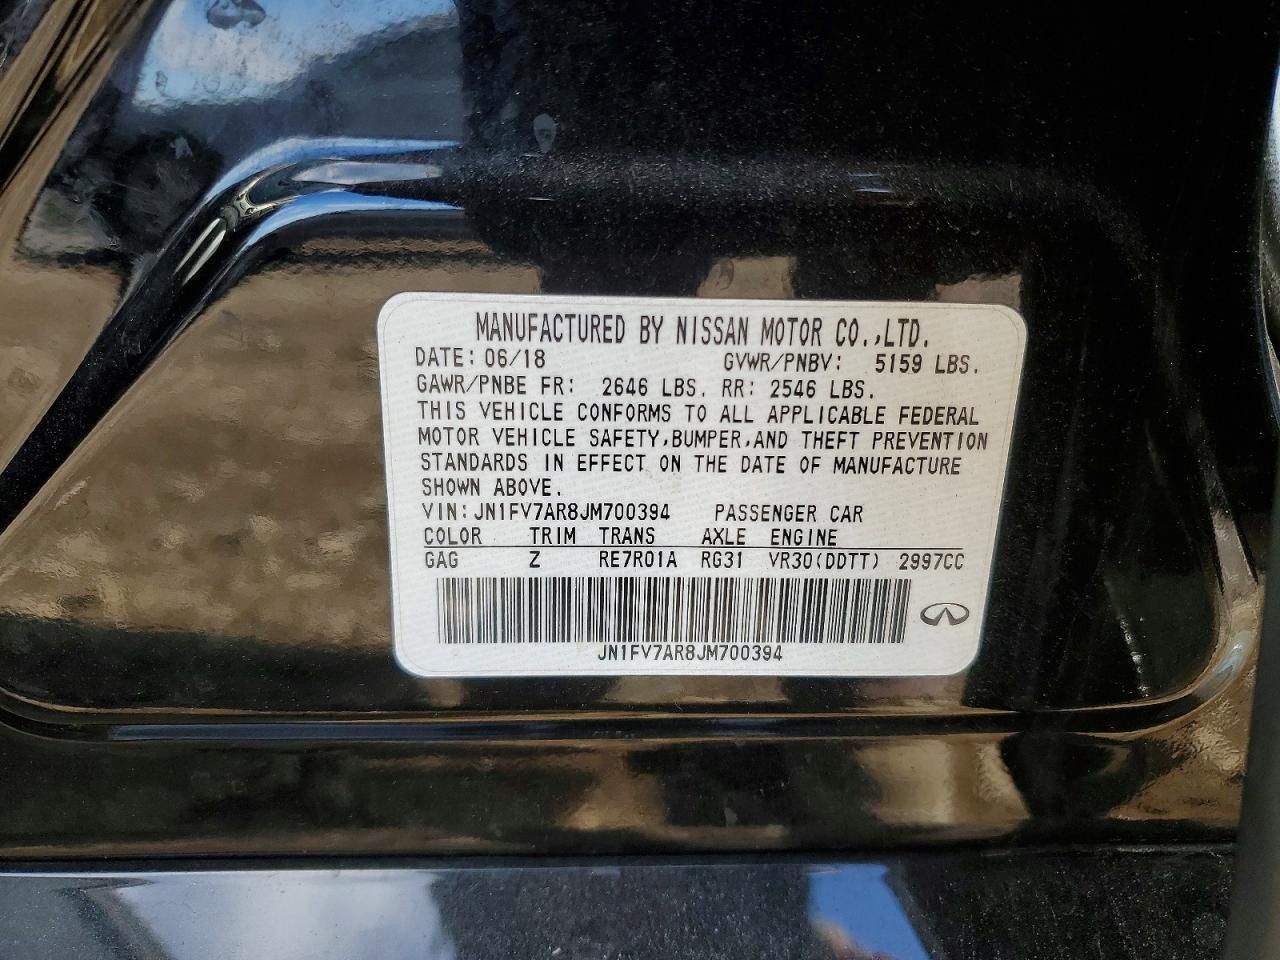 MANUFACTURED BY NISSAN MOTOR CO.,LTD.
DATE: 06/18 GVWR/PNBV: 5159 LBS.
GAWR/PNBE FR: 2646 LBS. RR: 2546 LBS.
THIS VEHICLE CONFORMS TO ALL APPLICABLE FEDERAL
MOTOR VEHICLE SAFETY,BUMPER,AND THEFT PREVENTION
STANDARDS IN EFFECT ON THE DATE OF MANUFACTURE
SHOWN ABOVE.
VIN: JN1FV7AR8JM700394 PASSENGER CAR
COLOR TRIM TRANS AXLE ENGINE
GAG Z RE7R01A RG31 VR30(DDTT) 2997CC
JN1FV7AR8JM700394